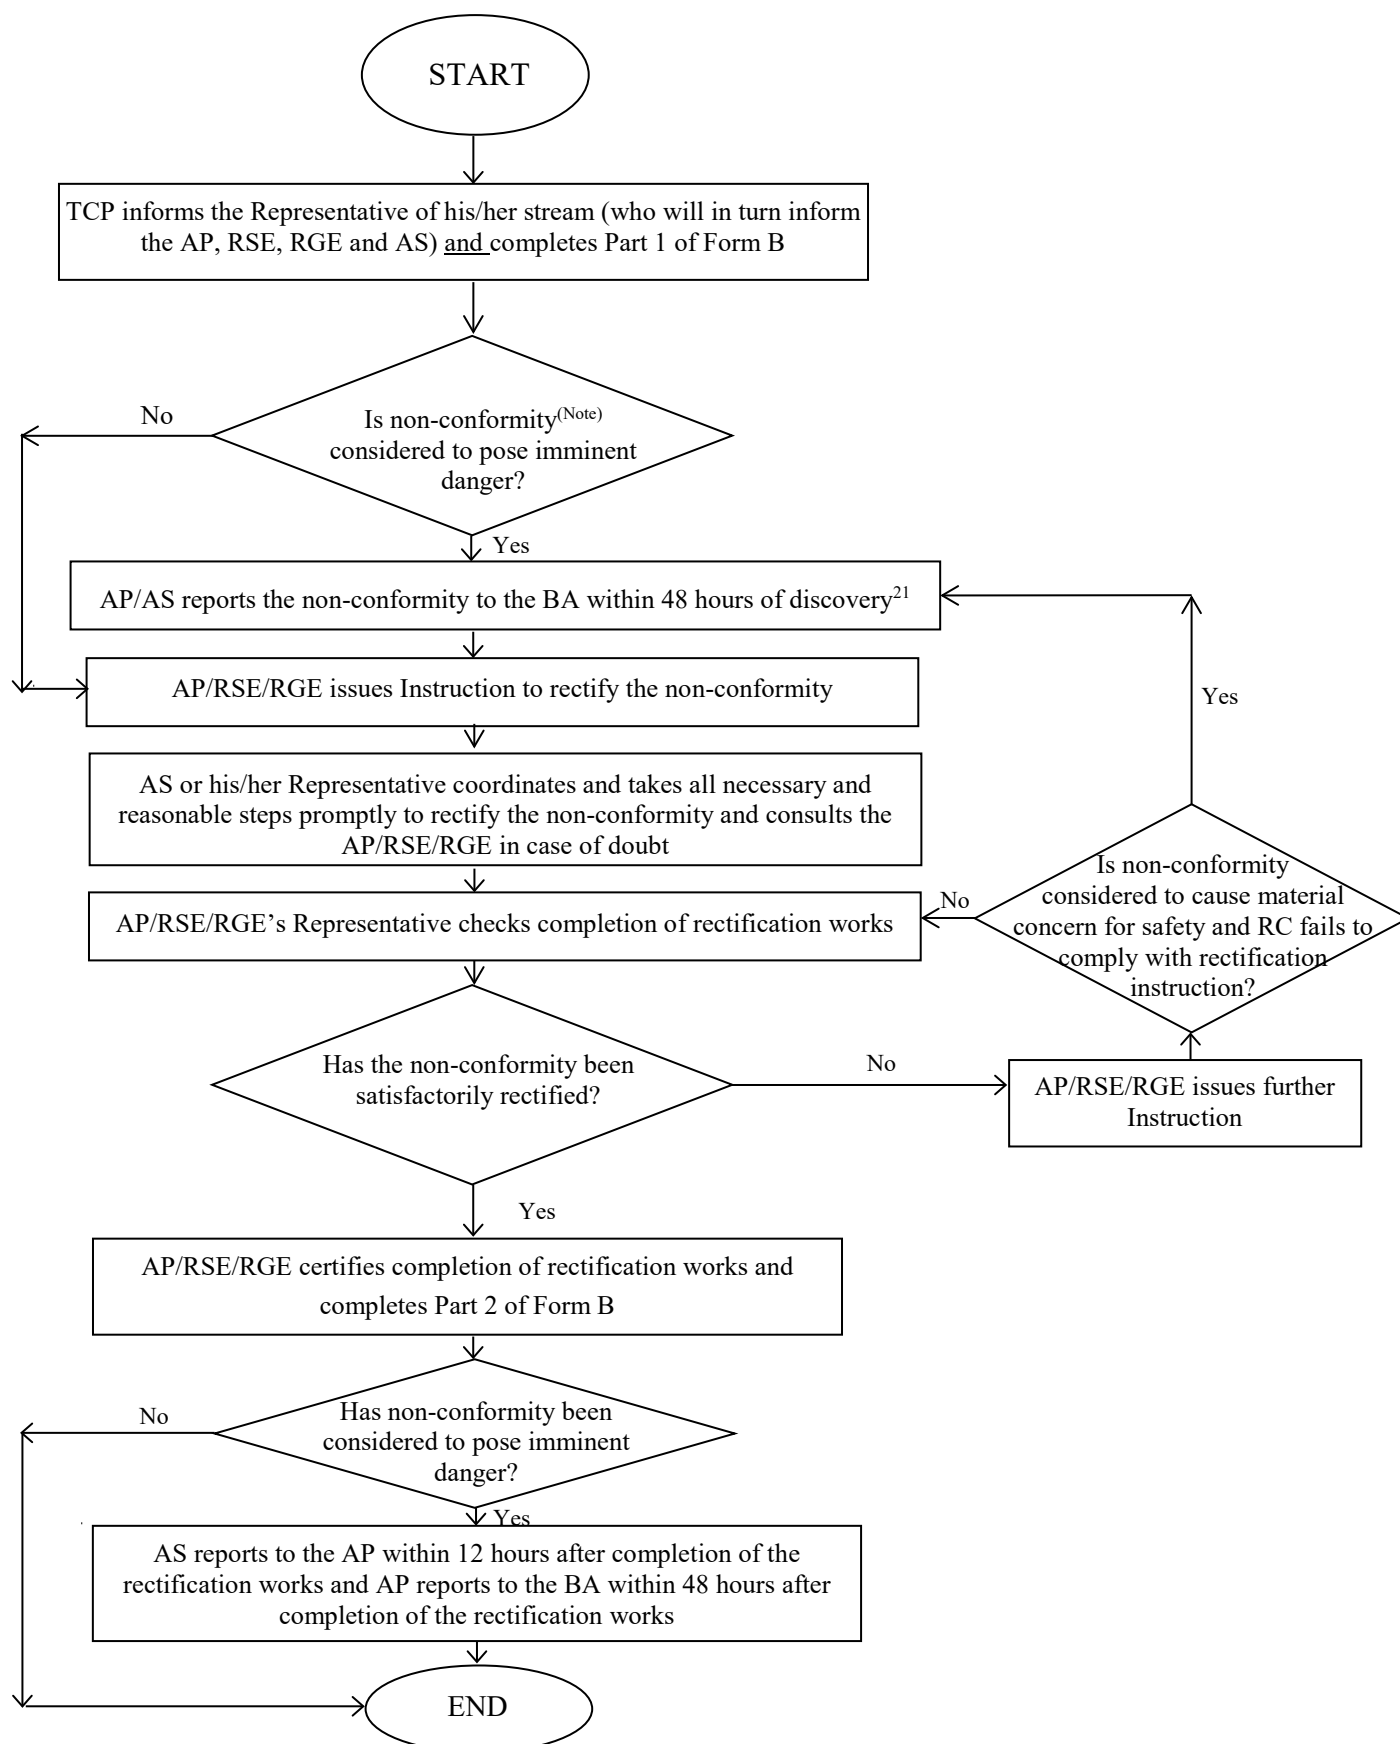 START
TCP informs the Representative of his/her stream (who will in turn inform
the AP, RSE, RGE and AS) and completes Part 1 of Form B
No
Is non-conformity(Note)
considered to pose imminent
danger?
Yes
AP/AS reports the non-conformity to the BA within 48 hours of discovery21
AP/RSE/RGE issues Instruction to rectify the non-conformity
Yes
AS or his/her Representative coordinates and takes all necessary and
reasonable steps promptly to rectify the non-conformity and consults the
AP/RSE/RGE in case of doubt
Is non-conformity
considered to cause material
concern for safety and RC fails to
comply with rectification
instruction?
No
AP/RSE/RGE’s Representative checks completion of rectification works
Has the non-conformity been
satisfactorily rectified?
No
AP/RSE/RGE issues further
Instruction
Yes
AP/RSE/RGE certifies completion of rectification works and
completes Part 2 of Form B
No
Has non-conformity been
considered to pose imminent
danger?
Yes
AS reports to the AP within 12 hours after completion of the
rectification works and AP reports to the BA within 48 hours after
completion of the rectification works
END